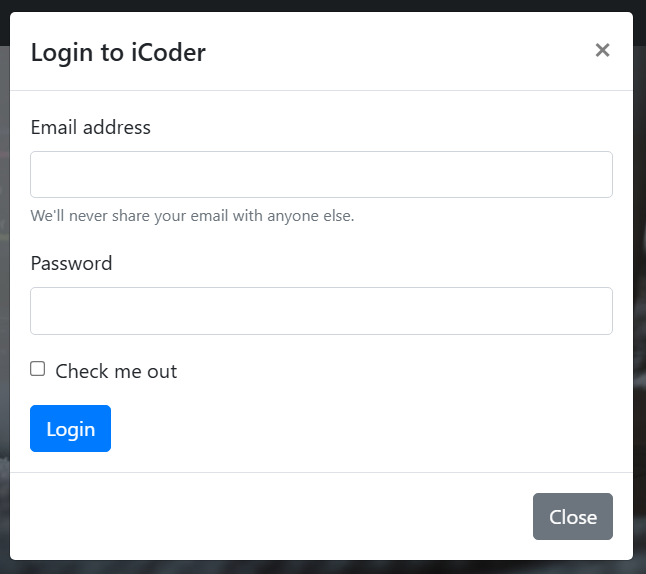 Login to iCoder ×
Email address
We'll never share your email with anyone else.
Password
Check me out
Login
Close